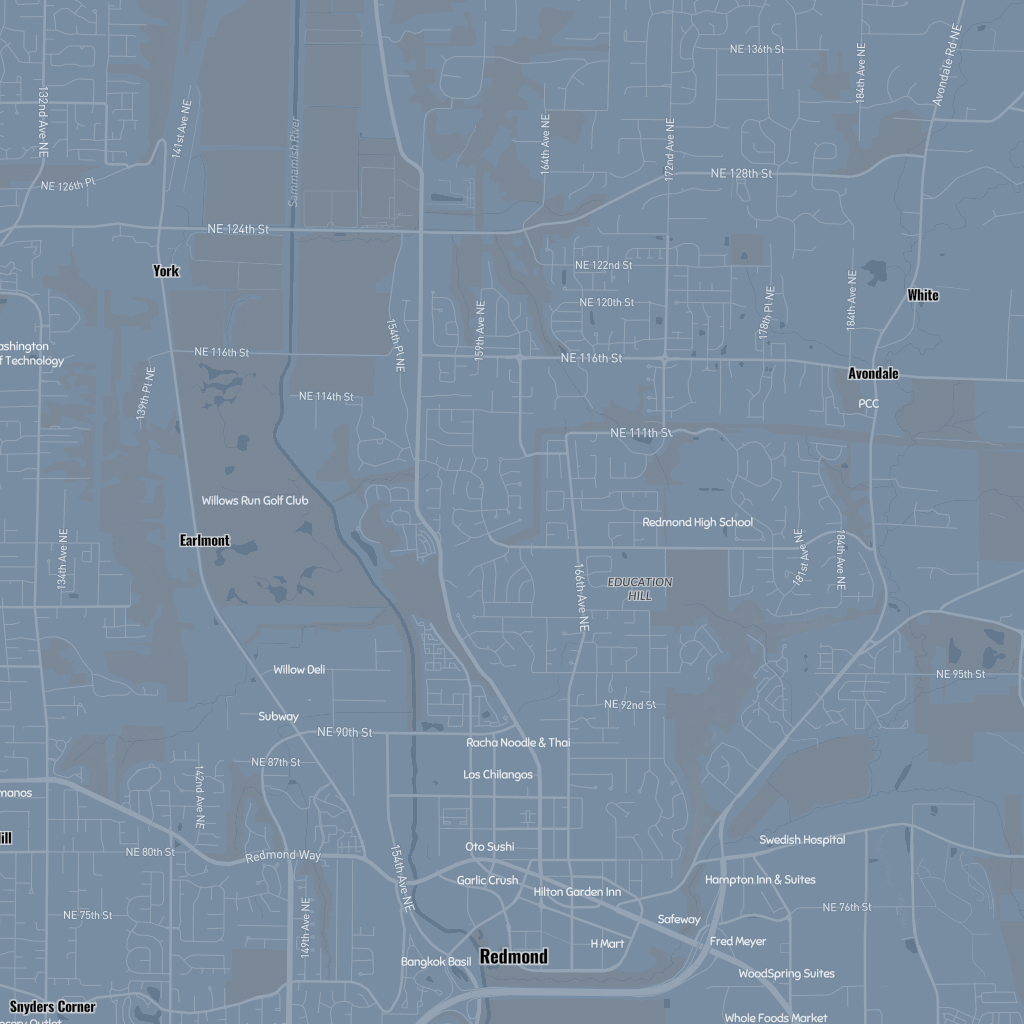 NE 136th St
132nd Ave NE
141st Ave NE
Sammamish River
164th Ave NE
172nd Ave NE
184th Ave NE
Avondale Rd NE
NE 126th Pl
NE 128th St
NE 124th St
York
NE 122nd St
NE 120th St
White
159th Ave NE
154th Pl NE
178th Pl NE
184th Ave NE
ashington
f Technology
NE 116th St
NE 116th St
Avondale
139th Pl NE
NE 114th St
PCC
NE 111th St
Willows Run Golf Club
Redmond High School
Earlmont
134th Ave NE
181st Ave NE
184th Ave NE
166th Ave NE
EDUCATION
HILL
Willow Deli
NE 95th St
NE 92nd St
Subway
NE 90th St
Racha Noodle & Thai
NE 87th St
Los Chilangos
142nd Ave NE
manos
ill
Swedish Hospital
Oto Sushi
NE 80th St
Redmond Way
154th Ave NE
Garlic Crush
Hilton Garden Inn
Hampton Inn & Suites
NE 76th St
NE 75th St
149th Ave NE
Safeway
H Mart
Fred Meyer
Redmond
Bangkok Basil
WoodSpring Suites
Snyders Corner
Whole Foods Market